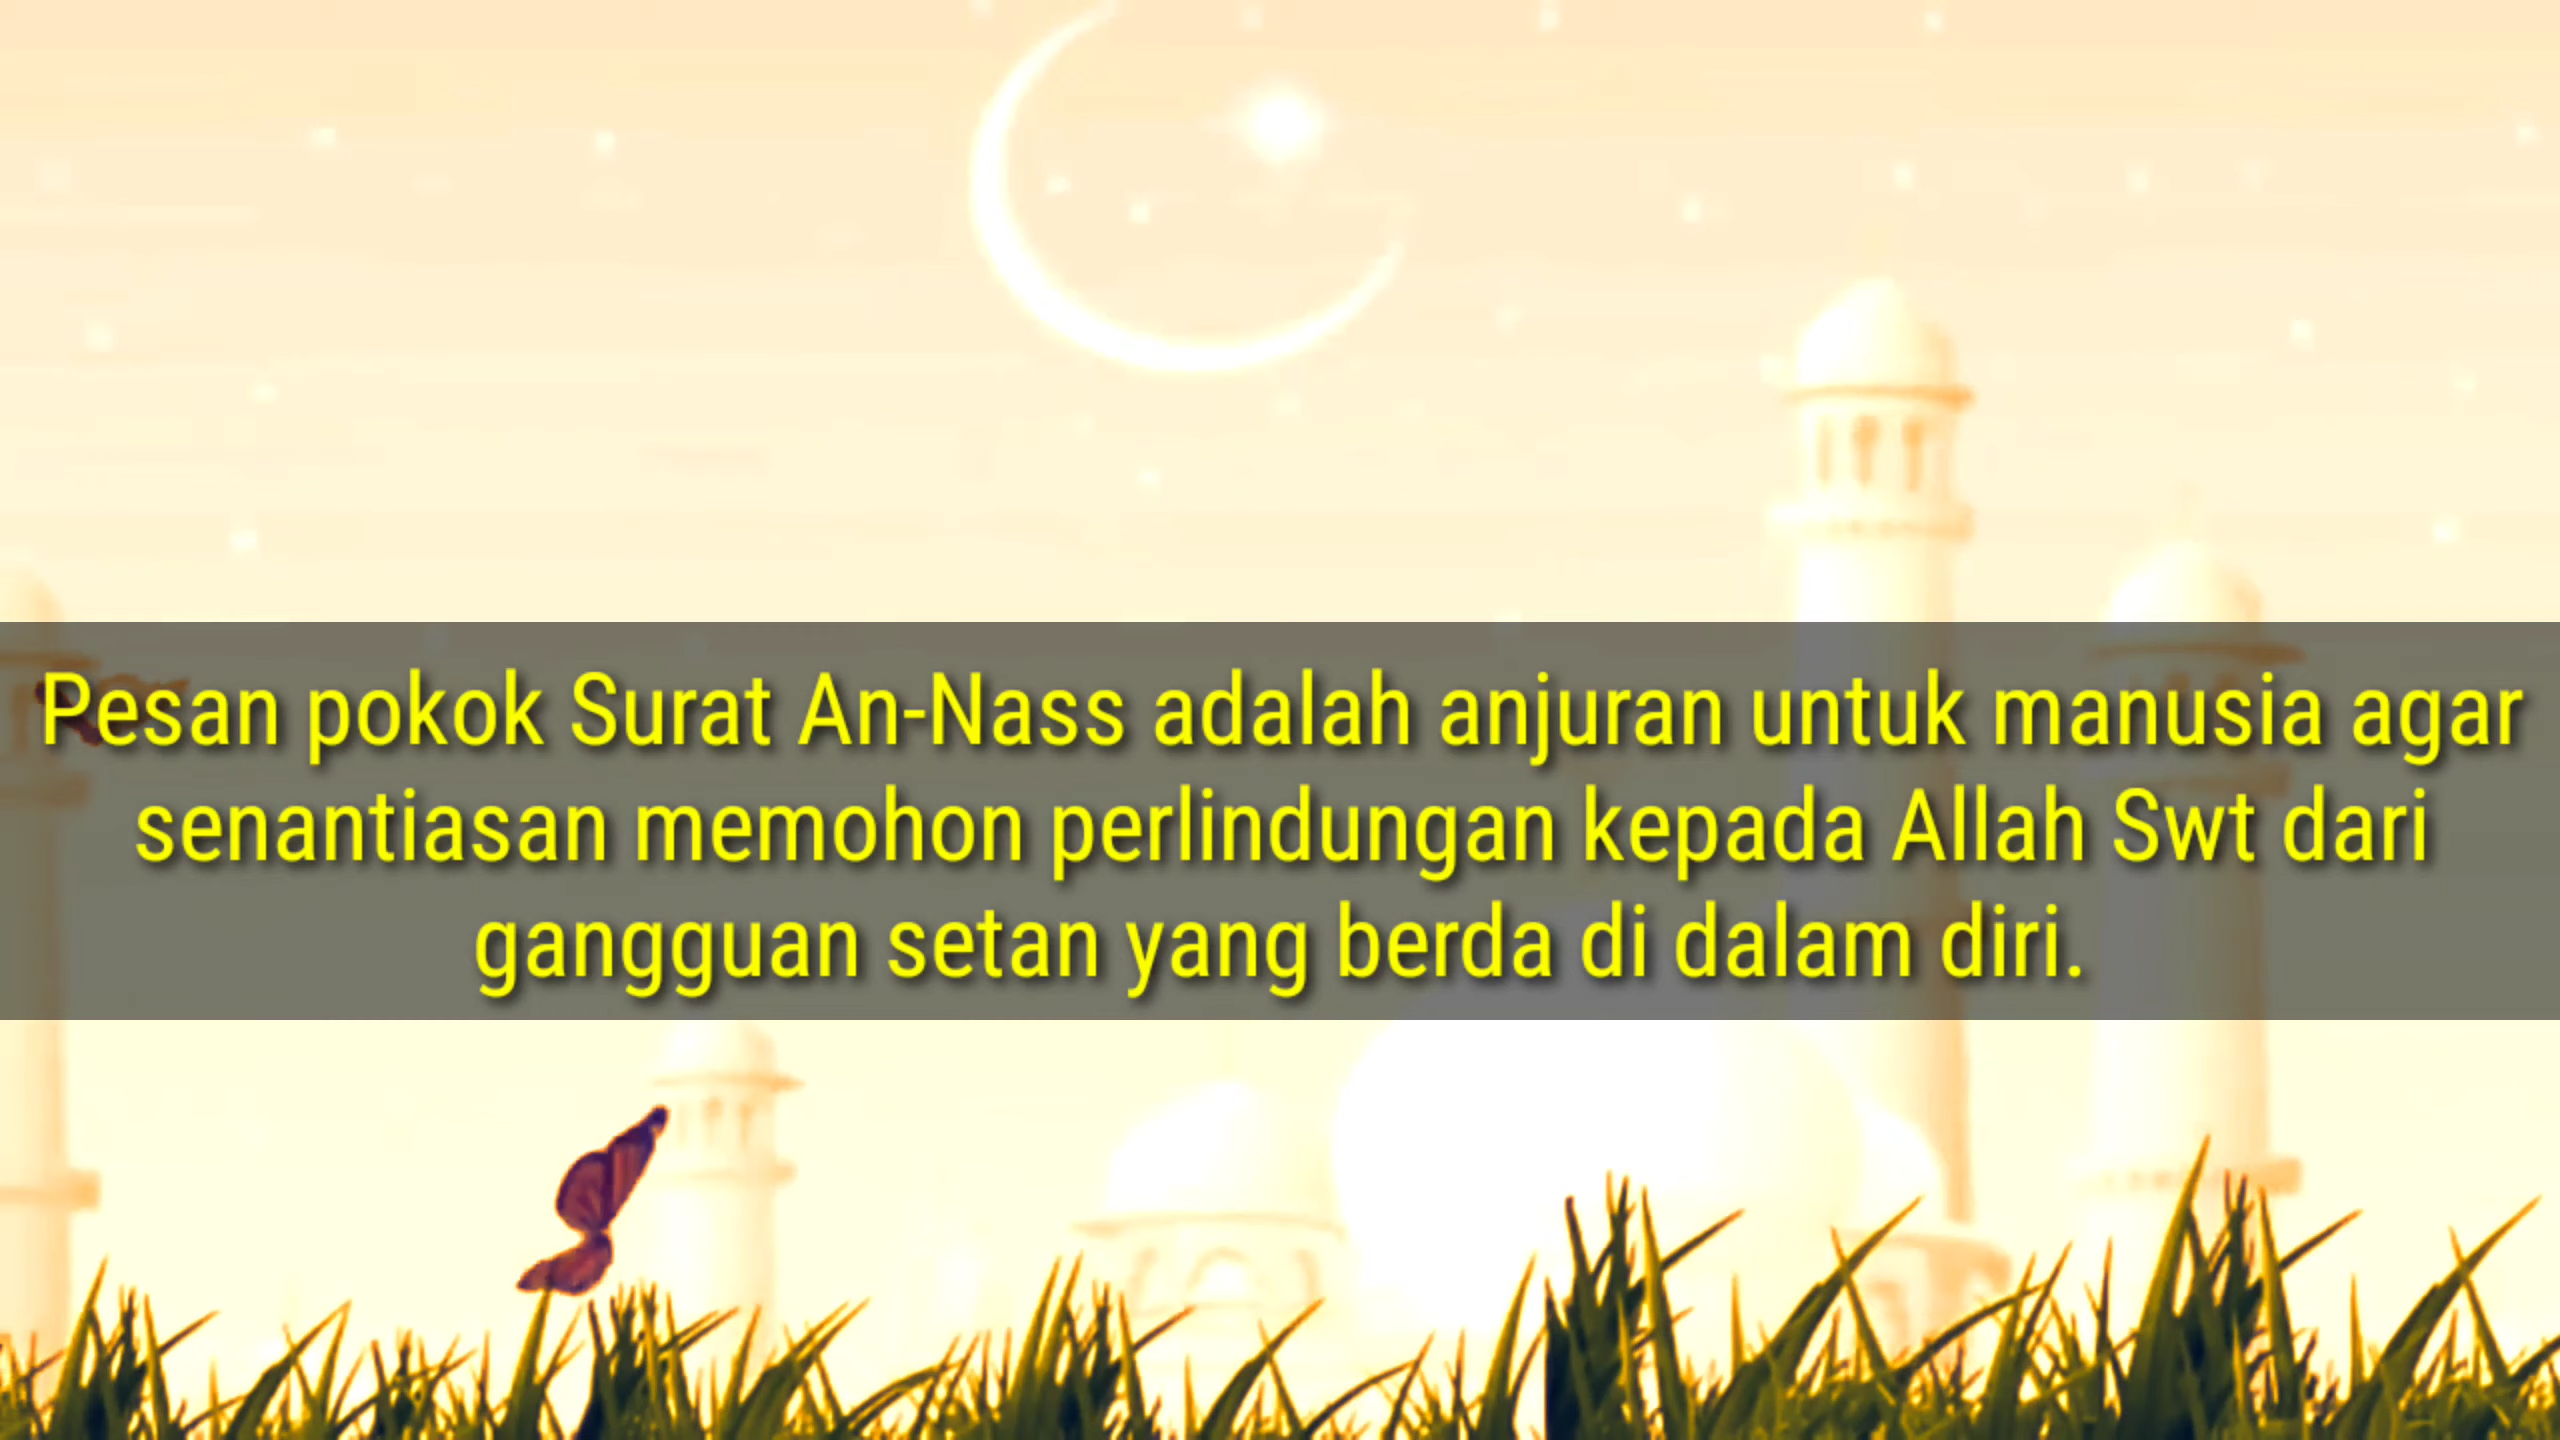 Pesan pokok Surat An-Nass adalah anjuran untuk manusia agar
senantiasan memohon perlindungan kepada Allah Swt dari
gangguan setan yang berda di dalam diri.